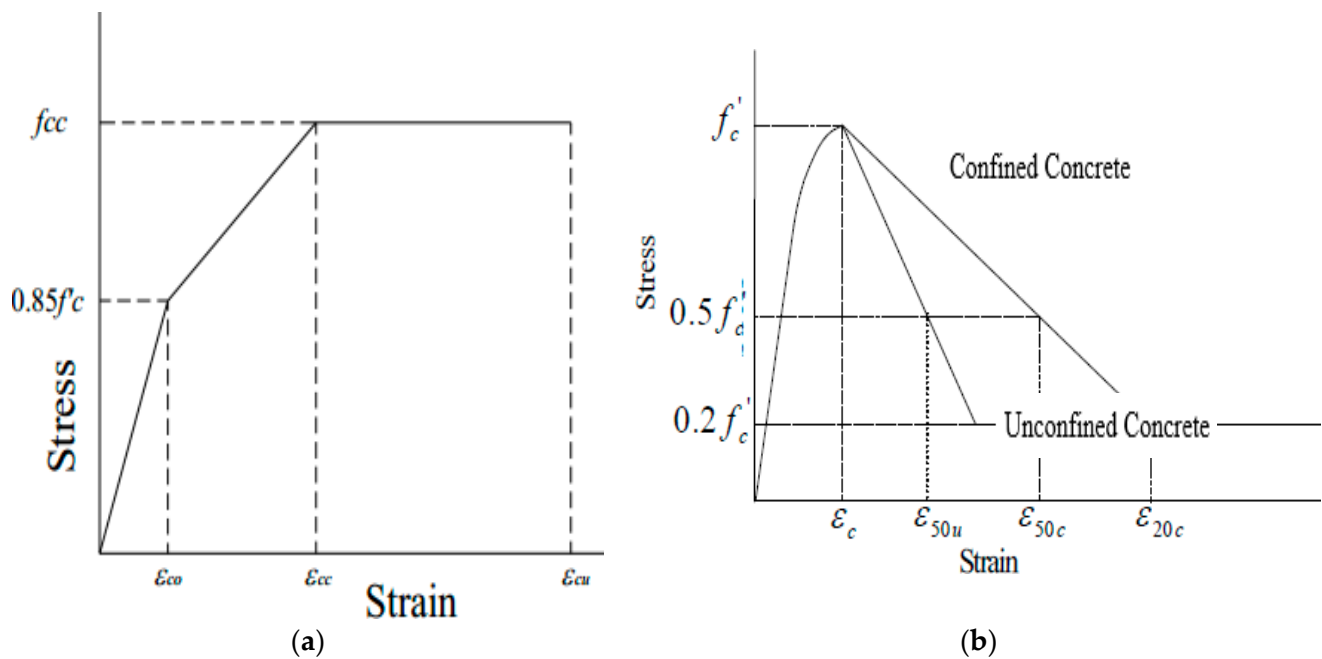 fcc
0.85f'c
Stress
εco
εcc
εcu
Strain
(a)
f'c
Confined Concrete
Stress
0.5f'c
0.2f'c
Unconfined Concrete
εc
ε50u
ε50c
ε20c
Strain
(b)